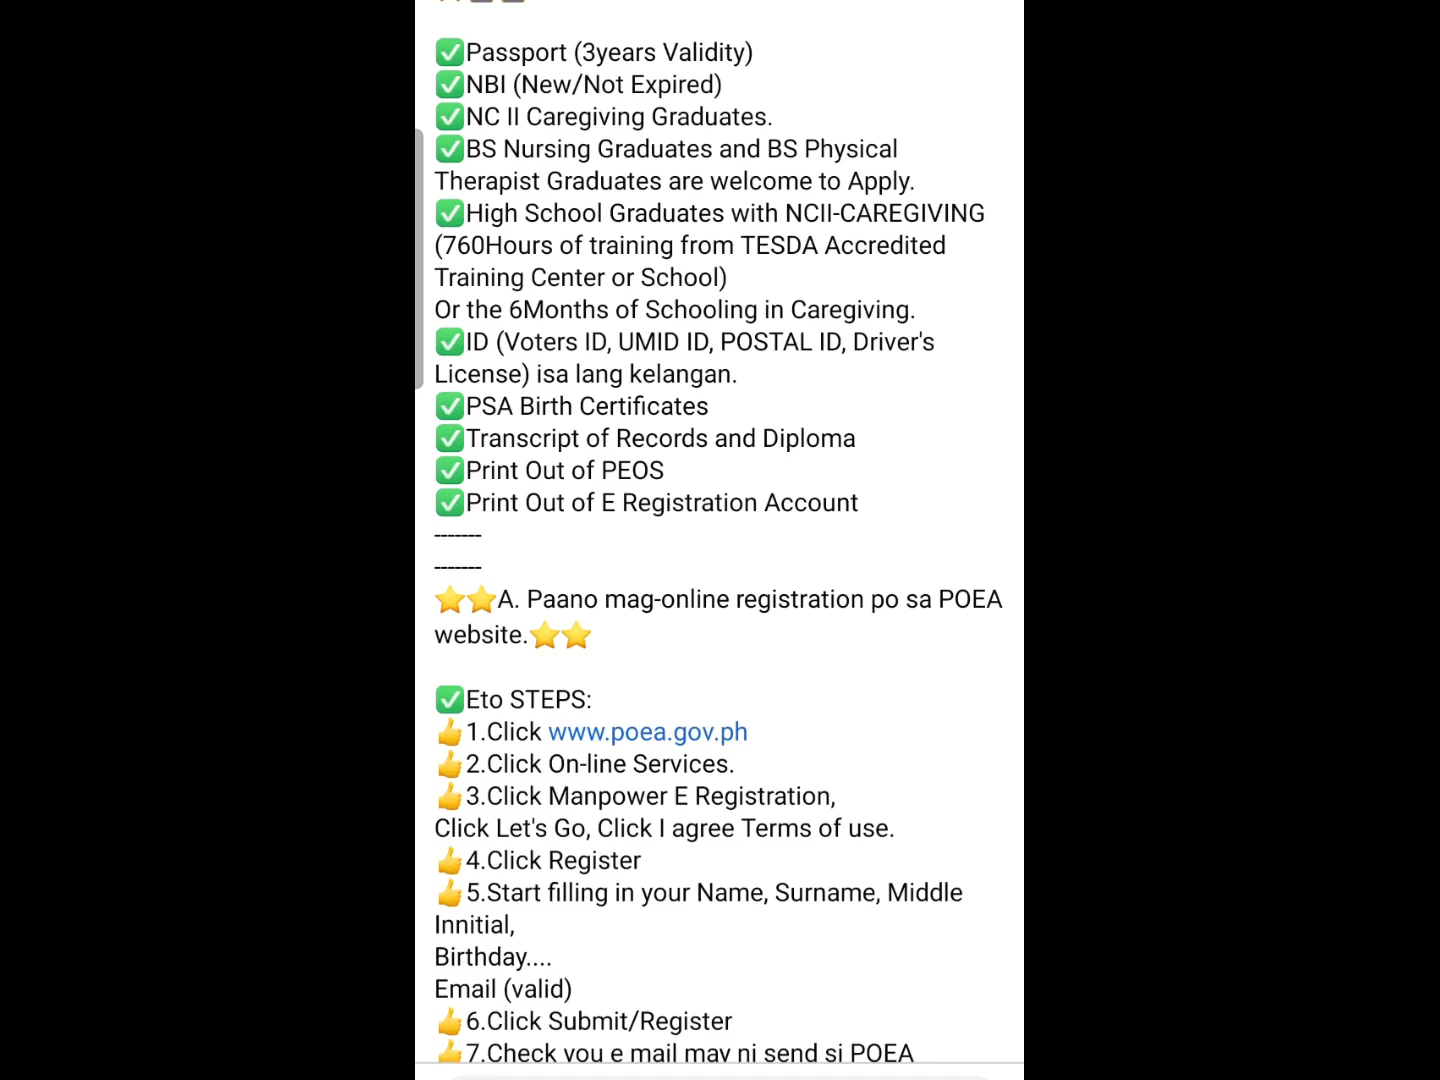 ✅Passport (3years Validity)
✅NBI (New/Not Expired)
✅NC II Caregiving Graduates.
✅BS Nursing Graduates and BS Physical
Therapist Graduates are welcome to Apply.
✅High School Graduates with NCII-CAREGIVING
(760Hours of training from TESDA Accredited
Training Center or School)
Or the 6Months of Schooling in Caregiving.
✅ID (Voters ID, UMID ID, POSTAL ID, Driver's
License) isa lang kelangan.
✅PSA Birth Certificates
✅Transcript of Records and Diploma
✅Print Out of PEOS
✅Print Out of E Registration Account
-------
-------
⭐⭐A. Paano mag-online registration po sa POEA
website.⭐⭐
✅Eto STEPS:
👍1.Click www.poea.gov.ph
👍2.Click On-line Services.
👍3.Click Manpower E Registration,
Click Let's Go, Click I agree Terms of use.
👍4.Click Register
👍5.Start filling in your Name, Surname, Middle
Innitial,
Birthday....
Email (valid)
👍6.Click Submit/Register
👍7.Check you e mail may ni send si POEA